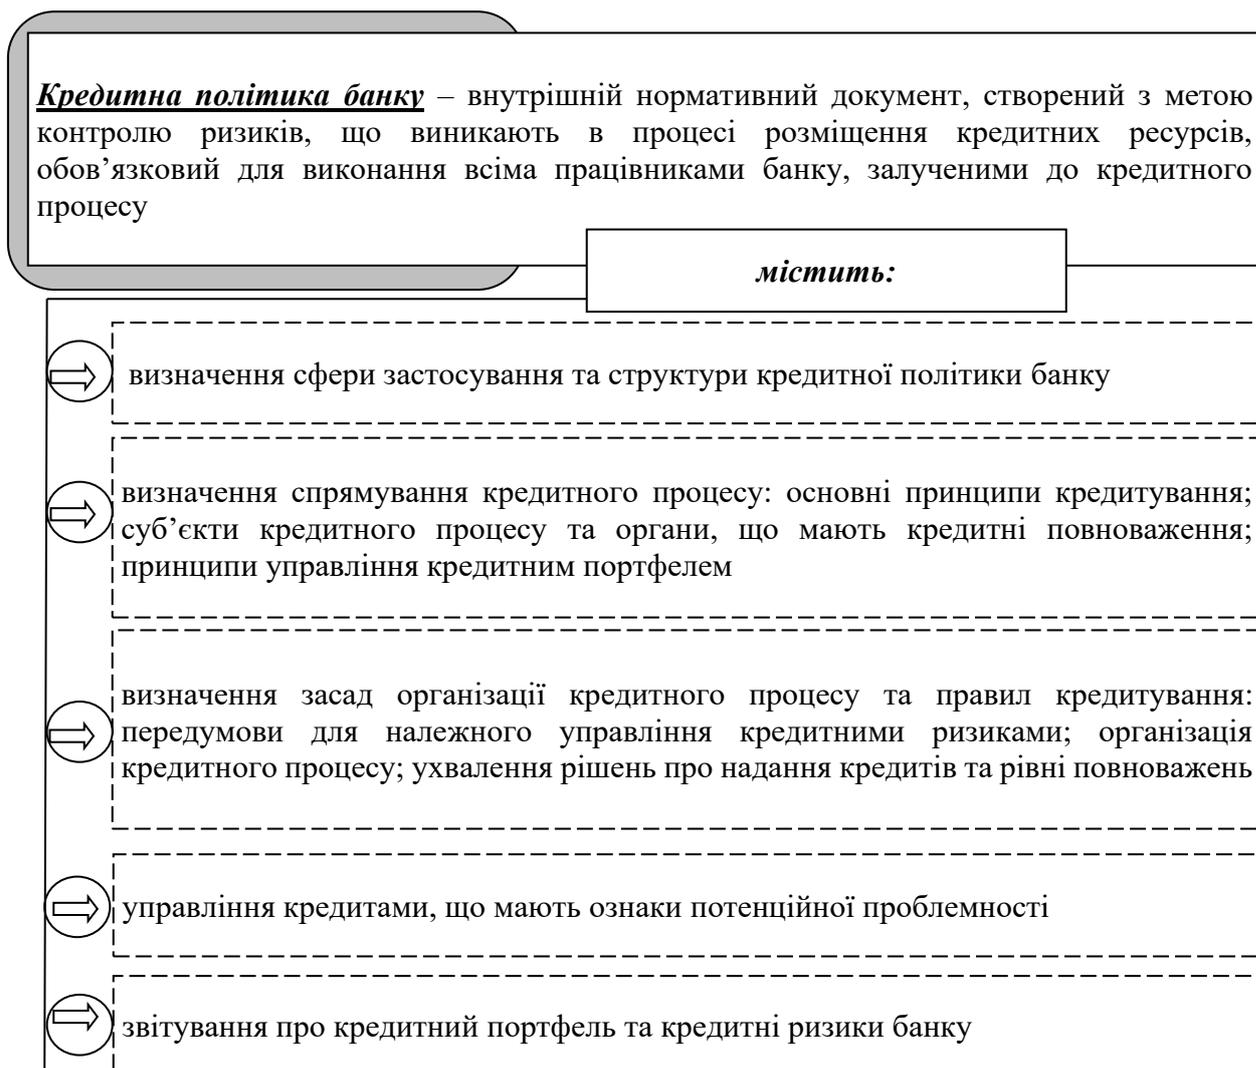 Кредитна політика банку – внутрішній нормативний документ, створений з метою
контролю ризиків, що виникають в процесі розміщення кредитних ресурсів,
обов’язковий для виконання всіма працівниками банку, залученими до кредитного
процесу
містить:
визначення сфери застосування та структури кредитної політики банку
визначення спрямування кредитного процесу: основні принципи кредитування;
суб’єкти кредитного процесу та органи, що мають кредитні повноваження;
принципи управління кредитним портфелем
визначення засад організації кредитного процесу та правил кредитування:
передумови для належного управління кредитними ризиками; організація
кредитного процесу; ухвалення рішень про надання кредитів та рівні повноважень
управління кредитами, що мають ознаки потенційної проблемності
звітування про кредитний портфель та кредитні ризики банку